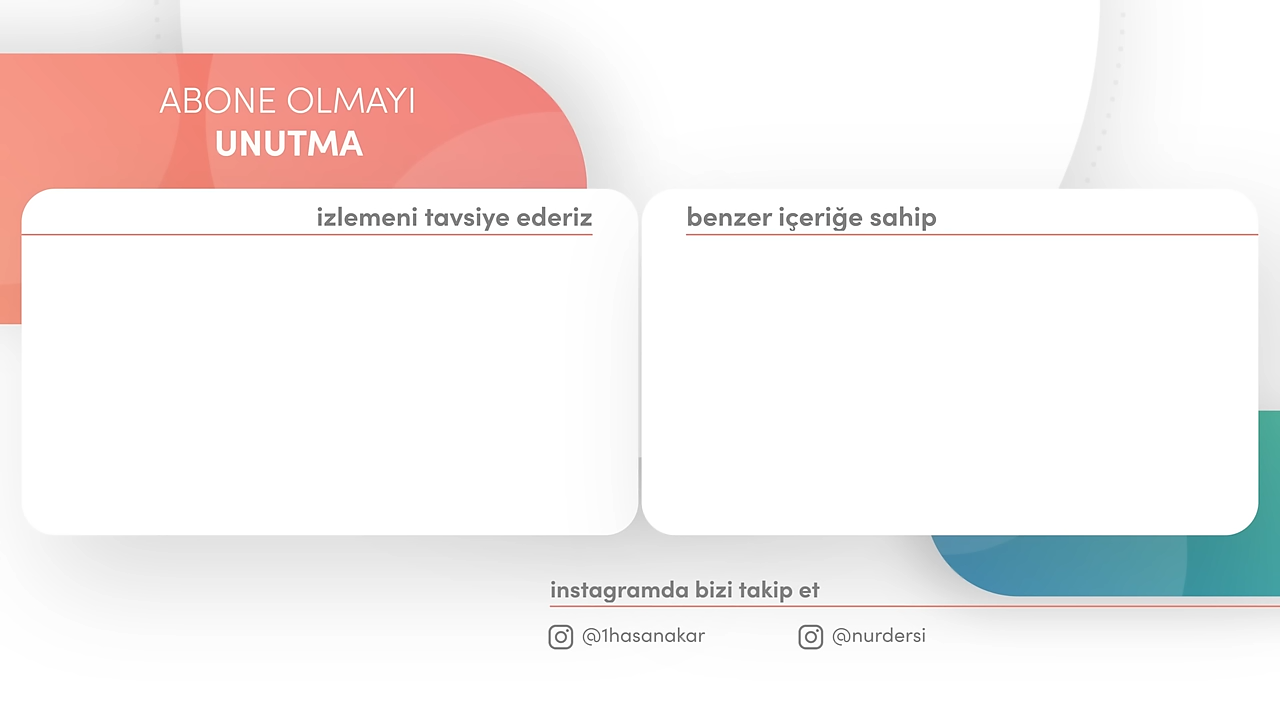 ABONE OLMAYI
UNUTMA
izlemeni tavsiye ederiz
benzer içeriğe sahip
instagramda bizi takip et
@1hasanakar
@nurdersi